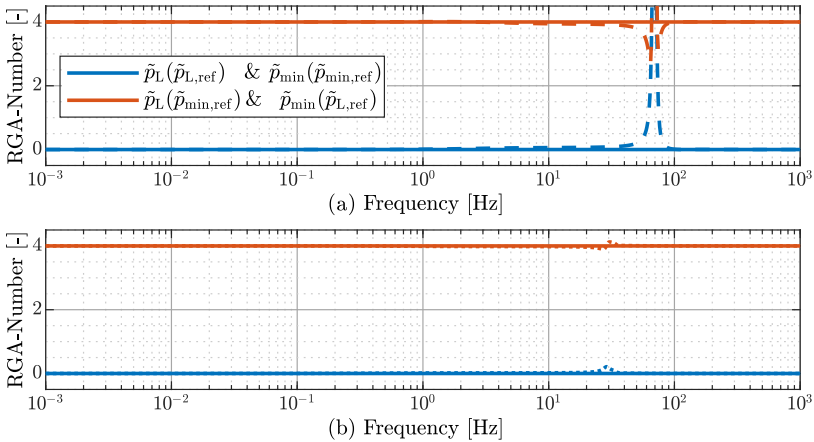 4
2
0
RGA-Number [-]
p̃L(p̃L,ref) & p̃min(p̃min,ref)
p̃L(p̃min,ref) & p̃min(p̃L,ref)
10⁻³ 10⁻² 10⁻¹ 10⁰ 10¹ 10² 10³
(a) Frequency [Hz]
4
2
0
RGA-Number [-]
10⁻³ 10⁻² 10⁻¹ 10⁰ 10¹ 10² 10³
(b) Frequency [Hz]